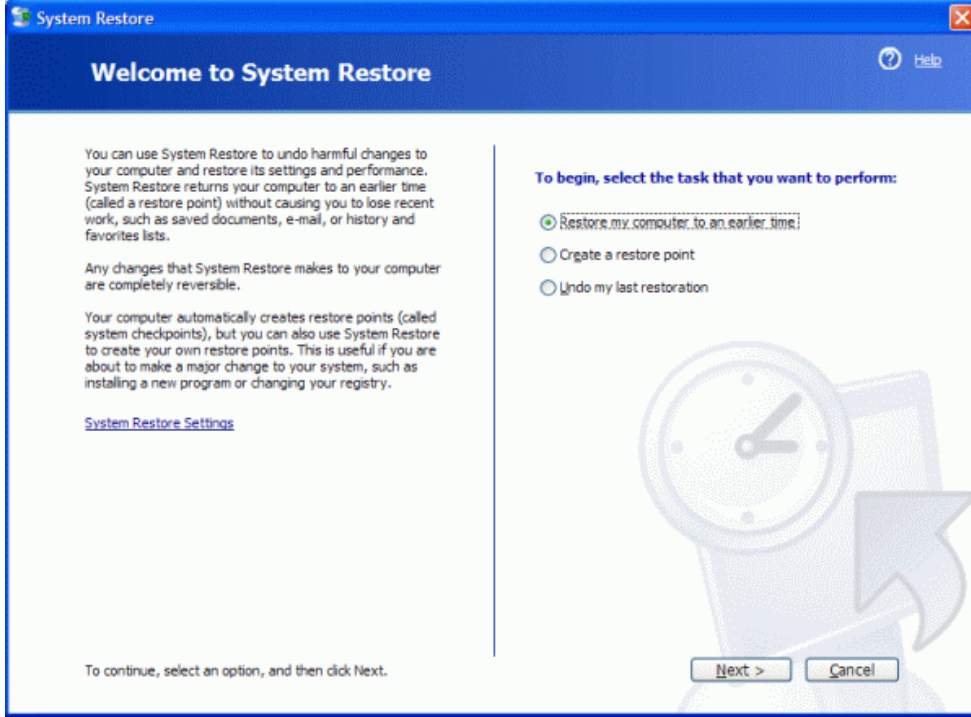 System Restore
Welcome to System Restore
Help
You can use System Restore to undo harmful changes to
your computer and restore its settings and performance.
System Restore returns your computer to an earlier time
(called a restore point) without causing you to lose recent
work, such as saved documents, e-mail, or history and
favorites lists.
Any changes that System Restore makes to your computer
are completely reversible.
Your computer automatically creates restore points (called
system checkpoints), but you can also use System Restore
to create your own restore points. This is useful if you are
about to make a major change to your system, such as
installing a new program or changing your registry.
System Restore Settings
To begin, select the task that you want to perform:
Restore my computer to an earlier time
Create a restore point
Undo my last restoration
To continue, select an option, and then click Next.
Next >
Cancel